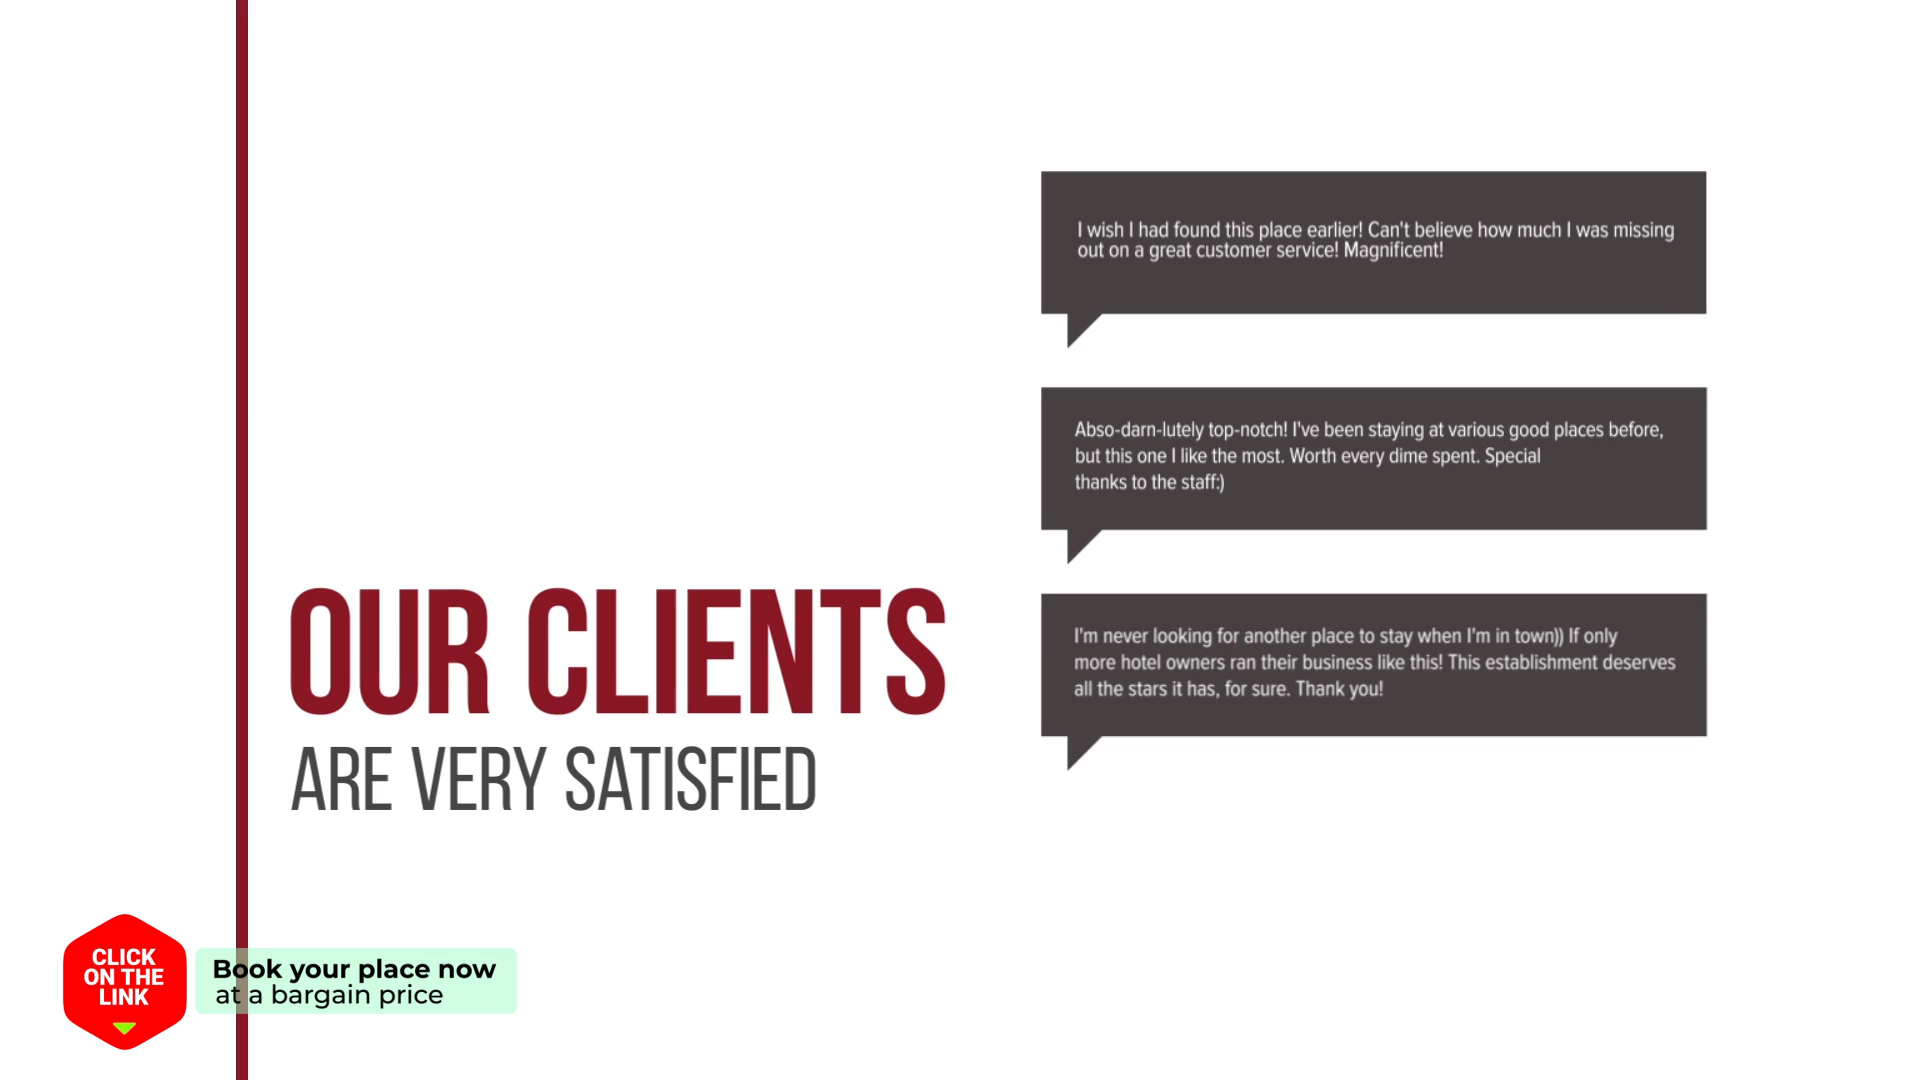 OUR CLIENTS
ARE VERY SATISFIED
I wish I had found this place earlier! Can't believe how much I was missing
out on a great customer service! Magnificent!
Abso-darn-lutely top-notch! I've been staying at various good places before,
but this one I like the most. Worth every dime spent. Special
thanks to the staff:)
I'm never looking for another place to stay when I'm in town)) If only
more hotel owners ran their business like this! This establishment deserves
all the stars it has, for sure. Thank you!
CLICK
ON THE
LINK
Book your place now
at a bargain price